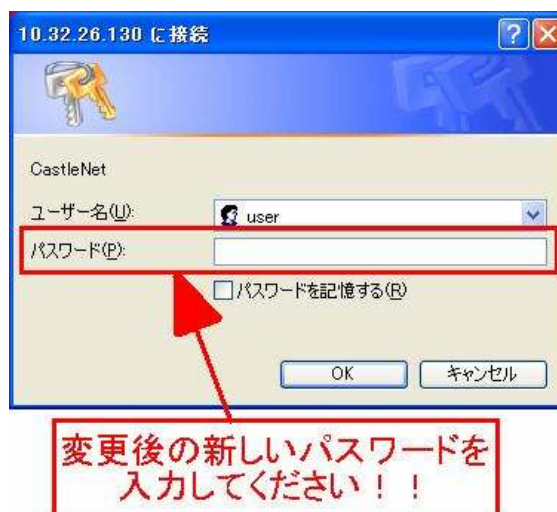 10.32.26.130 に接続
CastleNet
ユーザー名(U):
user
パスワード(P):
パスワードを記憶する(R)
OK
キャンセル
変更後の新しいパスワードを
入力してください！！